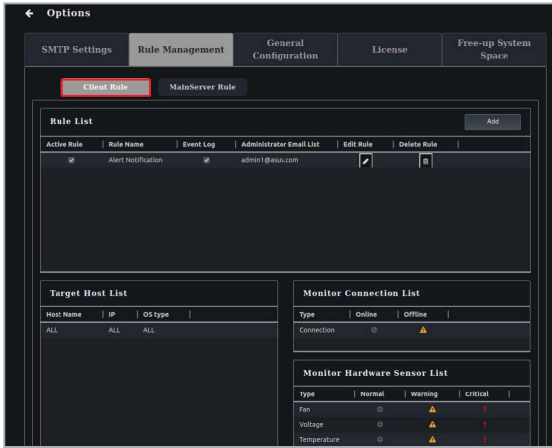 Options
SMTP Settings
Rule Management
General Configuration
License
Free-up System Space
Client Rule
MainServer Rule
Rule List
Add
Active Rule | Rule Name | Event Log | Administrator Email List | Edit Rule | Delete Rule |
Alert Notification admin1@asus.com
Target Host List
Host Name | IP | OS type |
ALL ALL ALL
Monitor Connection List
Type | Online | Offline |
Connection
Monitor Hardware Sensor List
Type | Normal | Warning | Critical |
Fan
Voltage
Temperature